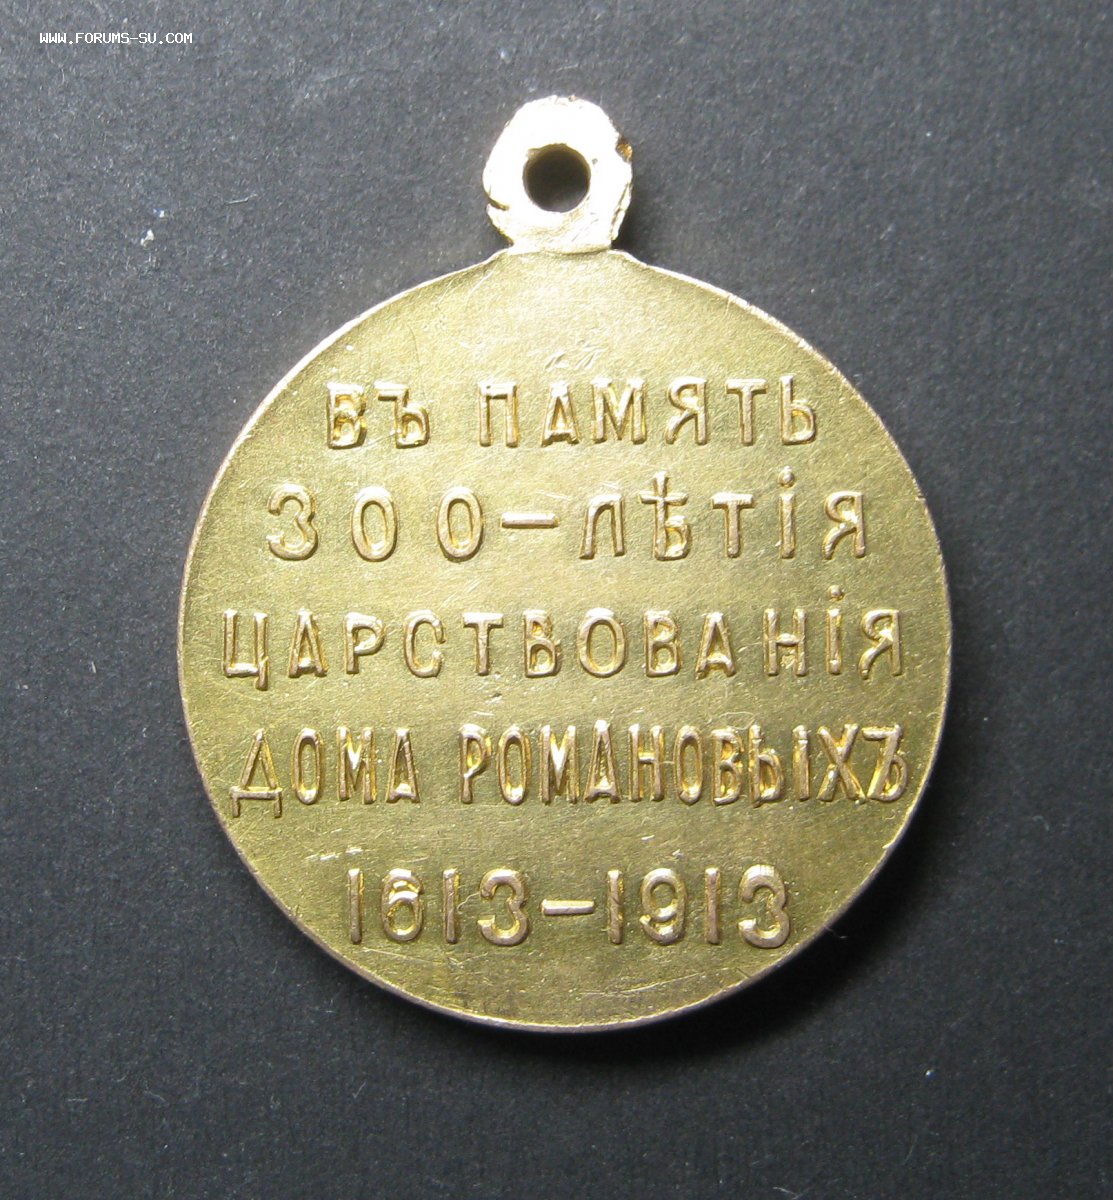 WWW.FORUMS-SU.COM
ВЪ ПАМЯТЬ
300-ЛѢТІЯ
ЦАРСТВОВАНІЯ
ДОМА РОМАНОВЫХЪ
1613-1913